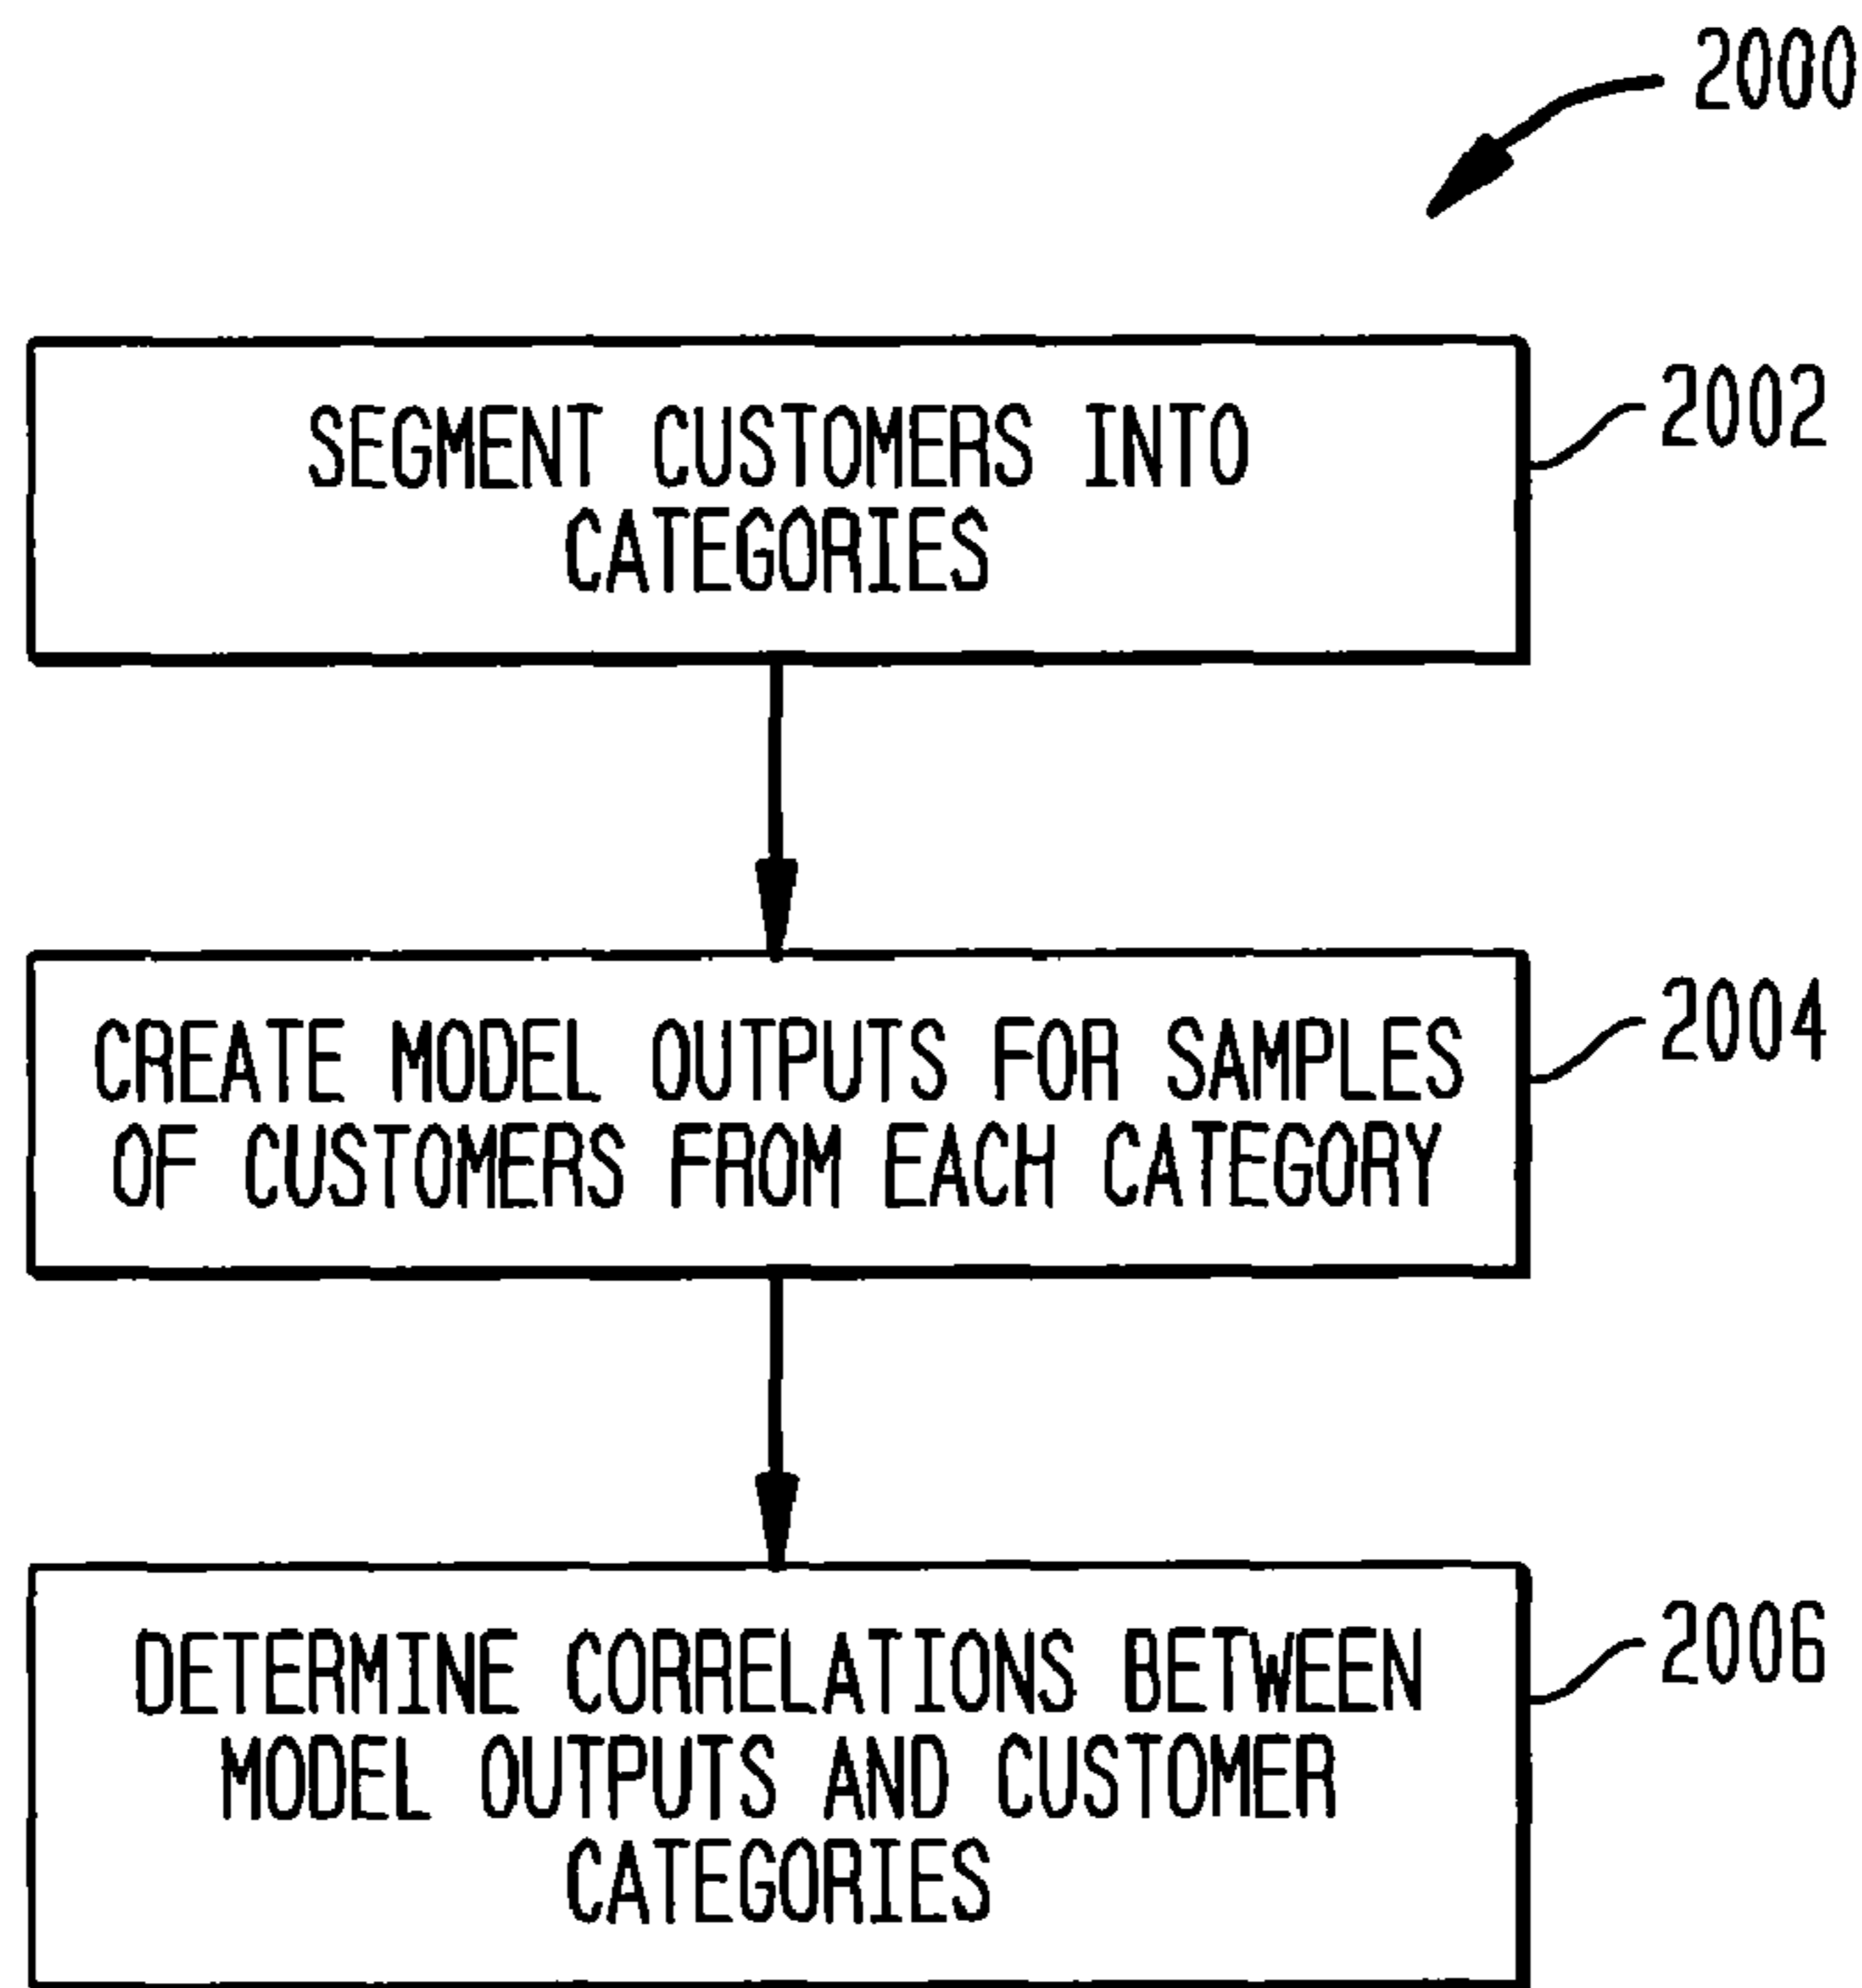 2000
SEGMENT CUSTOMERS INTO
CATEGORIES
2002
CREATE MODEL OUTPUTS FOR SAMPLES
OF CUSTOMERS FROM EACH CATEGORY
2004
DETERMINE CORRELATIONS BETWEEN
MODEL OUTPUTS AND CUSTOMER
CATEGORIES
2006